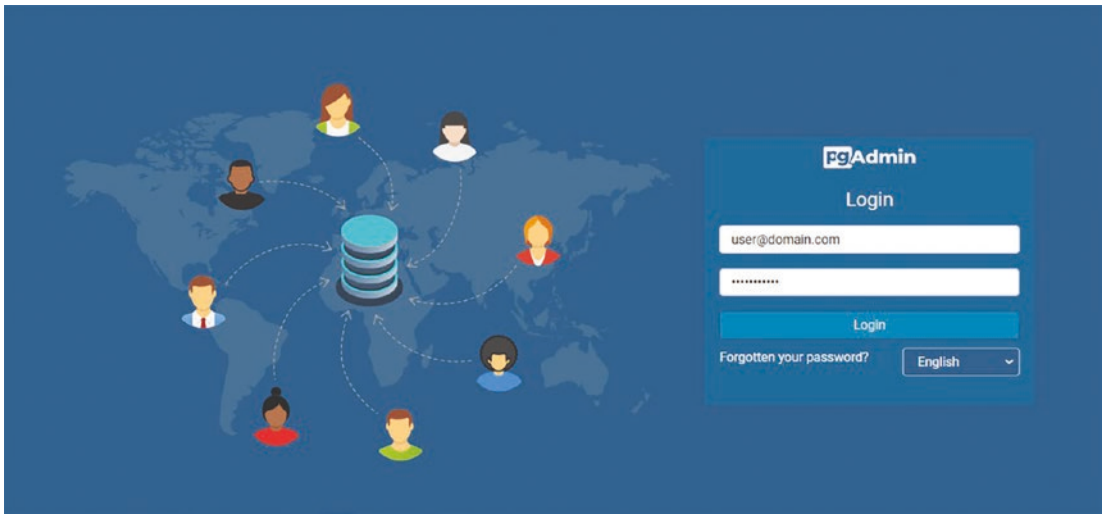 pgAdmin
Login
user@domain.com
•••••••••••
Login
Forgotten your password?
English